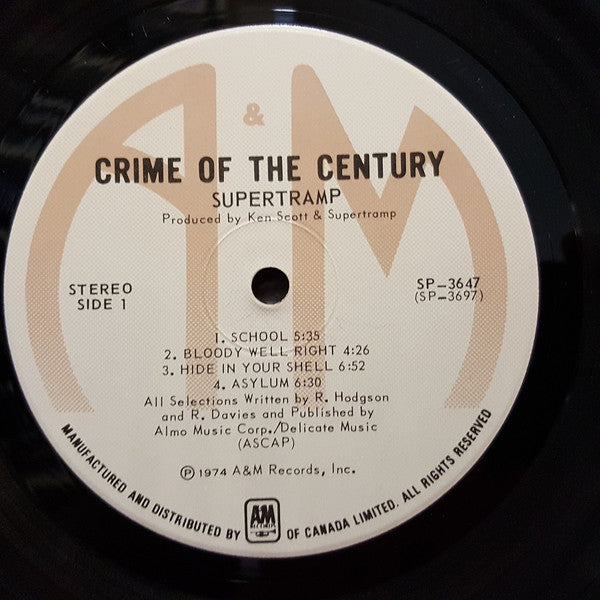 &
CRIME OF THE CENTURY
SUPERTRAMP
Produced by Ken Scott & Supertramp
STEREO
SIDE 1
SP-3647
(SP-3697)
1. SCHOOL 5:35
2. BLOODY WELL RIGHT 4:26
3. HIDE IN YOUR SHELL 6:52
4. ASYLUM 6:30
All Selections Written by R. Hodgson
and R. Davies and Published by
Almo Music Corp./Delicate Music
(ASCAP)
Ⓟ 1974 A&M Records, Inc.
MANUFACTURED AND DISTRIBUTED BY A&M RECORDS OF CANADA LIMITED. ALL RIGHTS RESERVED